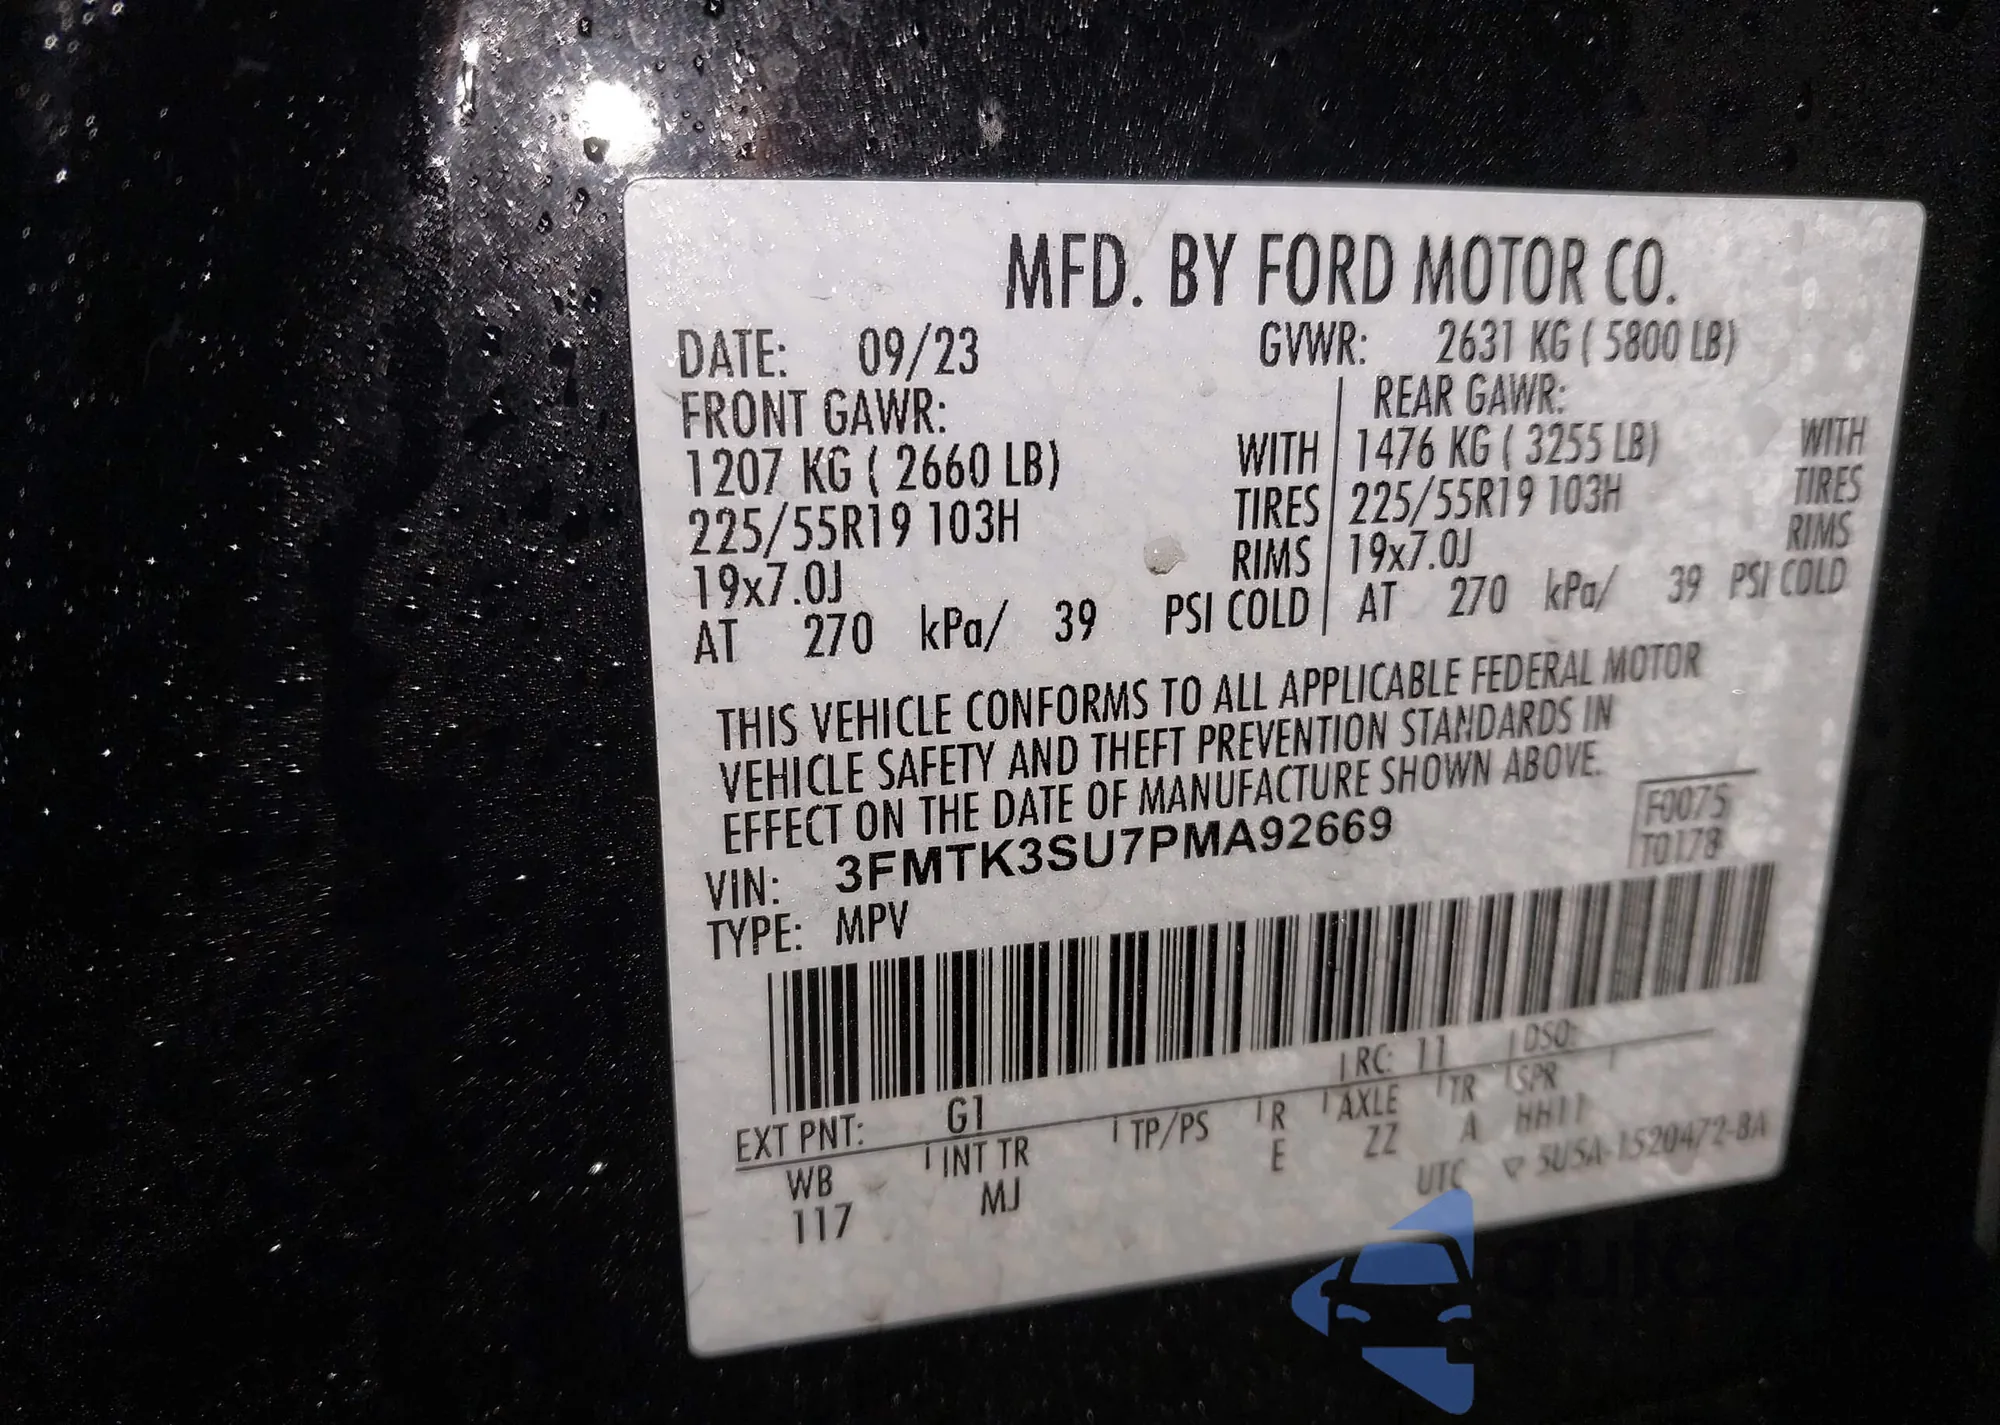 MFD. BY FORD MOTOR CO.
DATE: 09/23 GVWR: 2631 KG ( 5800 LB)
FRONT GAWR: REAR GAWR:
1207 KG ( 2660 LB) WITH 1476 KG ( 3255 LB) WITH
225/55R19 103H TIRES 225/55R19 103H TIRES
19x7.0J RIMS 19x7.0J RIMS
AT 270 kPa/ 39 PSI COLD AT 270 kPa/ 39 PSI COLD
THIS VEHICLE CONFORMS TO ALL APPLICABLE FEDERAL MOTOR
VEHICLE SAFETY AND THEFT PREVENTION STANDARDS IN
EFFECT ON THE DATE OF MANUFACTURE SHOWN ABOVE.
F0075
VIN: 3FMTK3SU7PMA92669
T0178
TYPE: MPV
EXT PNT: G1 RC: 11 DSO:
WB INT TR TP/PS R AXLE TR SPR
117 MJ E ZZ A HH11
UTC 5U5A-1520472-BA